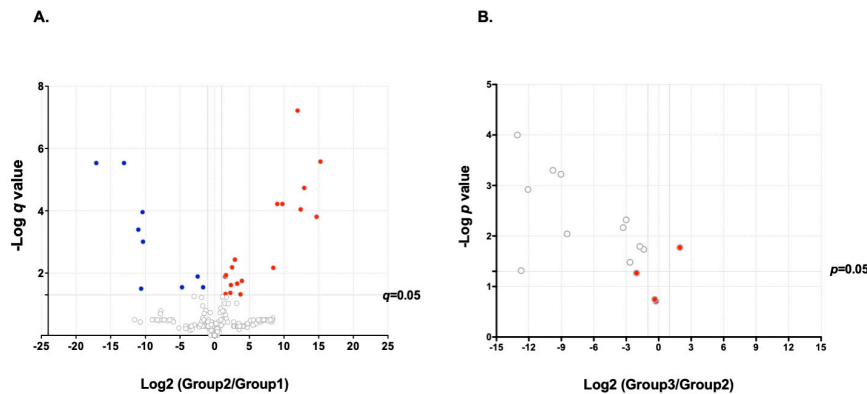 A.
8
6
4
2
0
-Log q value
q=0.05
-25 -20 -15 -10 -5 0 5 10 15 20 25
Log2 (Group2/Group1)
B.
5
4
3
2
1
0
-Log p value
p=0.05
-15 -12 -9 -6 -3 0 3 6 9 12 15
Log2 (Group3/Group2)